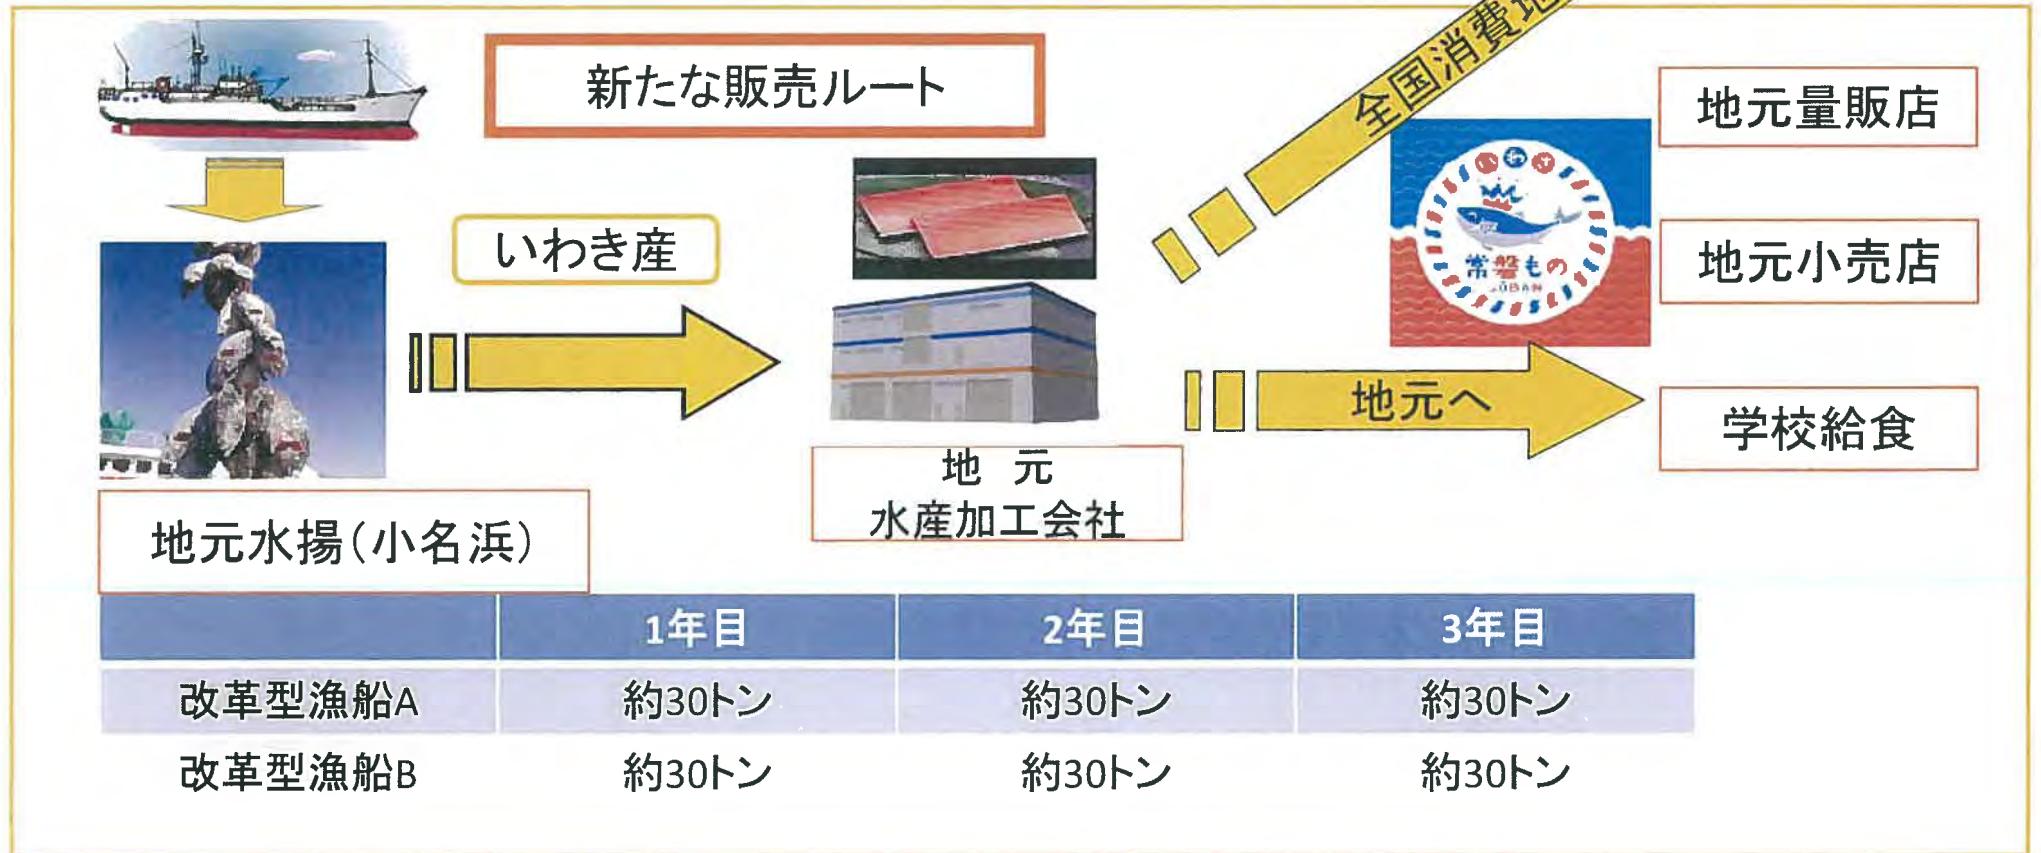 新たな販売ルート
全国消費地
地元量販店
いわき
常磐もの
JOBAN
いわき産
地元小売店
地元へ
学校給食
地　元
水産加工会社
地元水揚（小名浜）
1年目 2年目 3年目
改革型漁船A 約30トン 約30トン 約30トン
改革型漁船B 約30トン 約30トン 約30トン